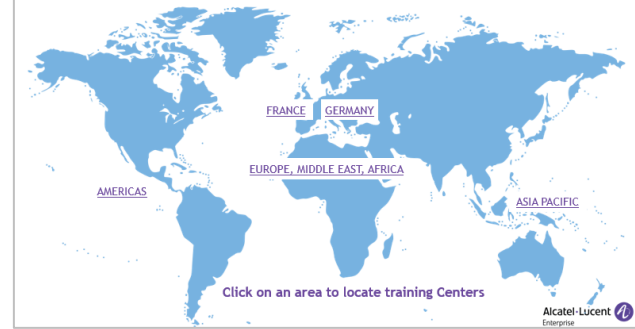 FRANCE
GERMANY
EUROPE, MIDDLE EAST, AFRICA
AMERICAS
ASIA PACIFIC
Click on an area to locate training Centers
Alcatel·Lucent
Enterprise